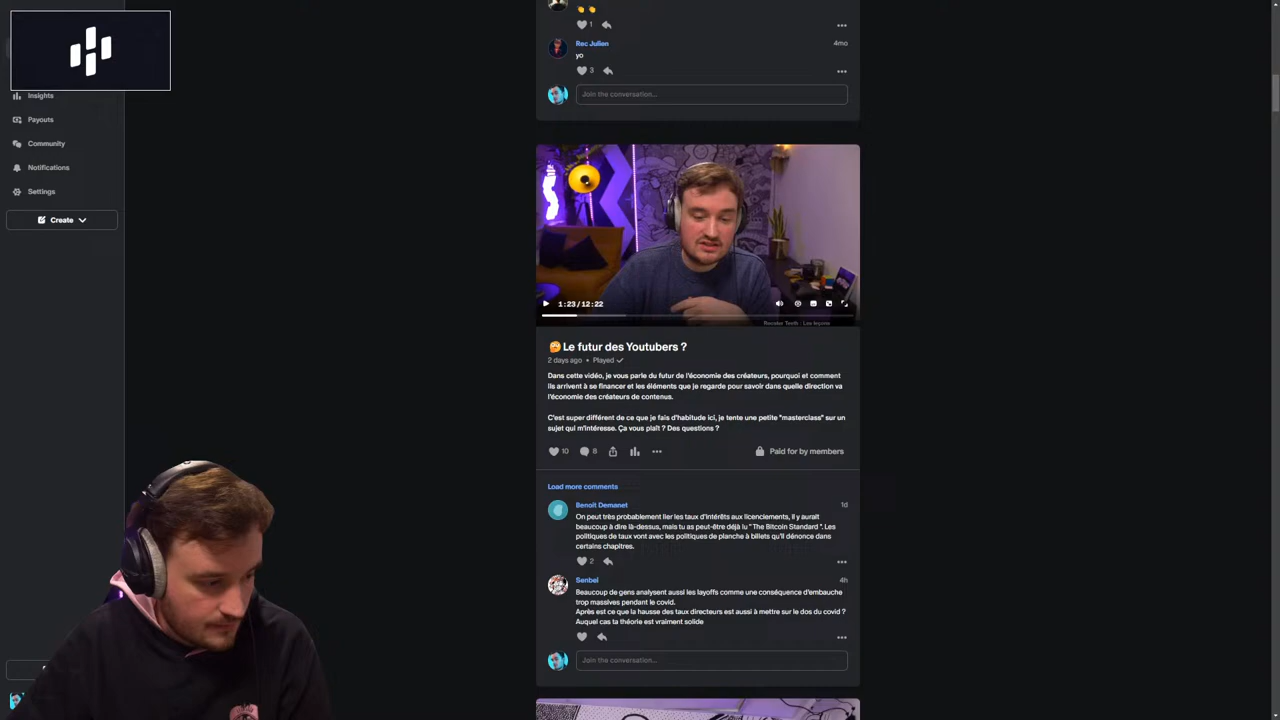 1
Rec Julien
4mo
yo
3
Join the conversation...
Insights
Payouts
Community
Notifications
Settings
Create
1:23 / 12:22
Le futur des Youtubers ?
2 days ago • Played
Dans cette vidéo, je vous parle du futur de l'économie des créateurs, pourquoi et comment
ils arrivent à se financer et les éléments que je regarde pour savoir dans quelle direction va
l'économie des créateurs de contenus.
C'est super différent de ce que je fais d'habitude ici, je tente une petite "masterclass" sur un
sujet qui m'intéresse. Ça vous plaît ? Des questions ?
10
8
Paid for by members
Load more comments
Benoit Demanet
1d
On peut très probablement lier les taux d'intérêts aux licenciements, il y aurait
beaucoup à dire là-dessus, mais tu as peut-être déjà lu " The Bitcoin Standard ". Les
politiques de taux vont avec les politiques de planche à billets qu'il dénonce dans
certains chapitres.
2
Senbei
4h
Beaucoup de gens analysent aussi les layoffs comme une conséquence d'embauche
trop massives pendant le covid.
Après est ce que la hausse des taux directeurs est aussi à mettre sur le dos du covid ?
Auquel cas ta théorie est vraiment solide
Join the conversation...